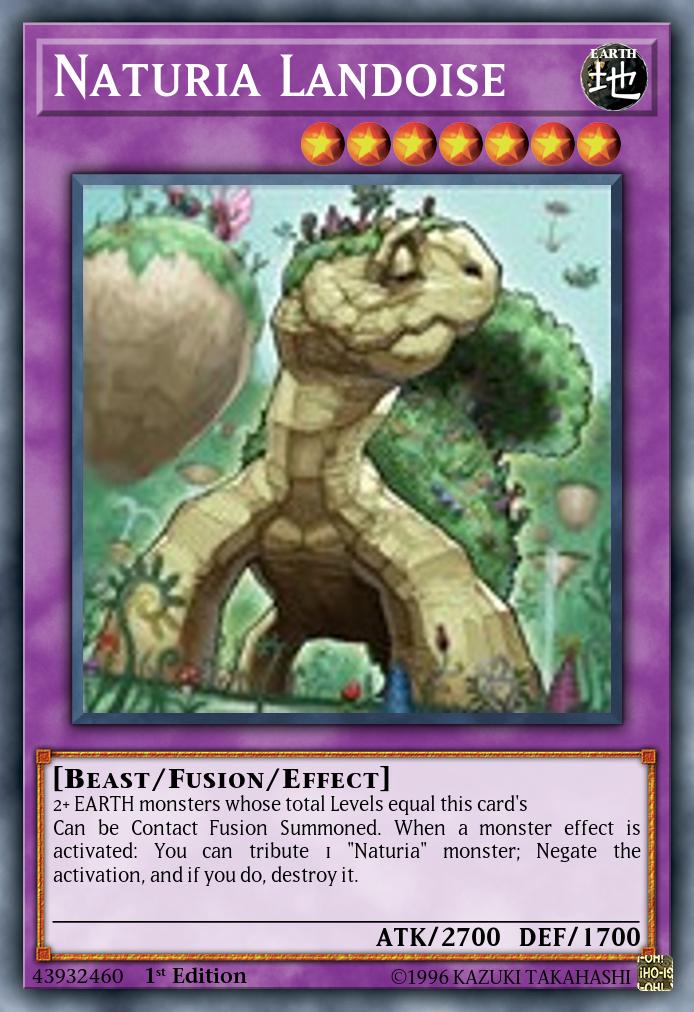 Naturia Landoise
EARTH
地
[Beast/Fusion/Effect]
2+ EARTH monsters whose total Levels equal this card's
Can be Contact Fusion Summoned. When a monster effect is
activated: You can tribute 1 "Naturia" monster; Negate the
activation, and if you do, destroy it.
ATK/2700 DEF/1700
43932460 1st Edition ©1996 KAZUKI TAKAHASHI